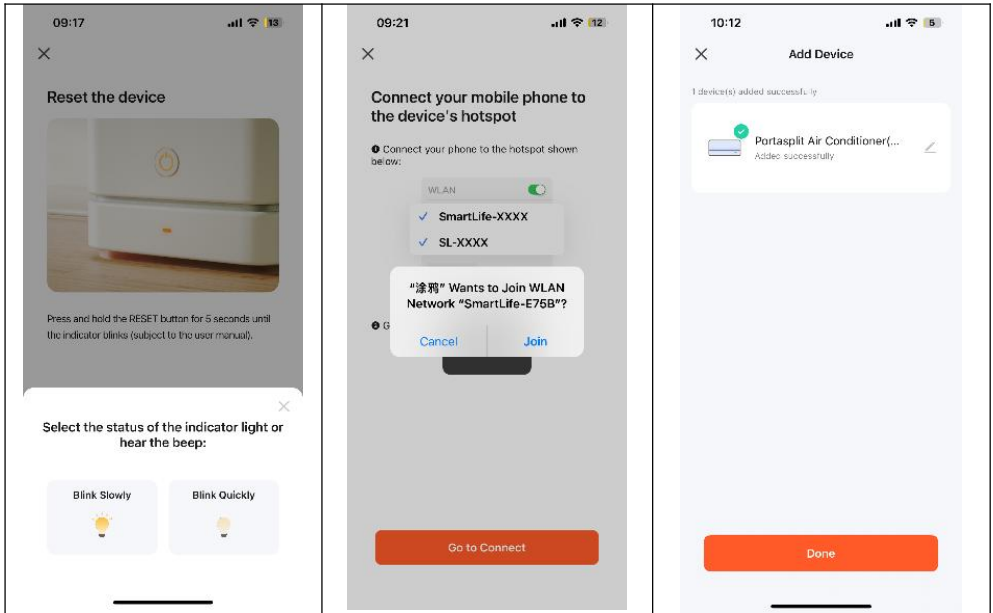 09:17
13
Reset the device
Press and hold the RESET button for 5 seconds until
the indicator blinks (subject to the user manual).
Select the status of the indicator light or
hear the beep:
Blink Slowly
Blink Quickly
09:21
12
Connect your mobile phone to
the device's hotspot
❶ Connect your phone to the hotspot shown
below:
WLAN
SmartLife-XXXX
SL-XXXX
"涂鸦" Wants to Join WLAN
Network "SmartLife-E75B"?
❷ G
Cancel
Join
Go to Connect
10:12
5
Add Device
1 device(s) added successfully
Portasplit Air Conditioner(...
Added successfully
Done